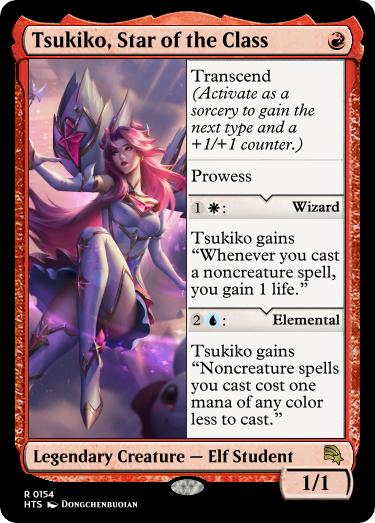 Tsukiko, Star of the Class
Transcend
(Activate as a
sorcery to gain the
next type and a
+1/+1 counter.)
Prowess
1 : Wizard
Tsukiko gains
“Whenever you cast
a noncreature spell,
you gain 1 life.”
2 : Elemental
Tsukiko gains
“Noncreature spells
you cast cost one
mana of any color
less to cast.”
Legendary Creature — Elf Student
1/1
R 0154
HTS DONGCHENBUOIAN